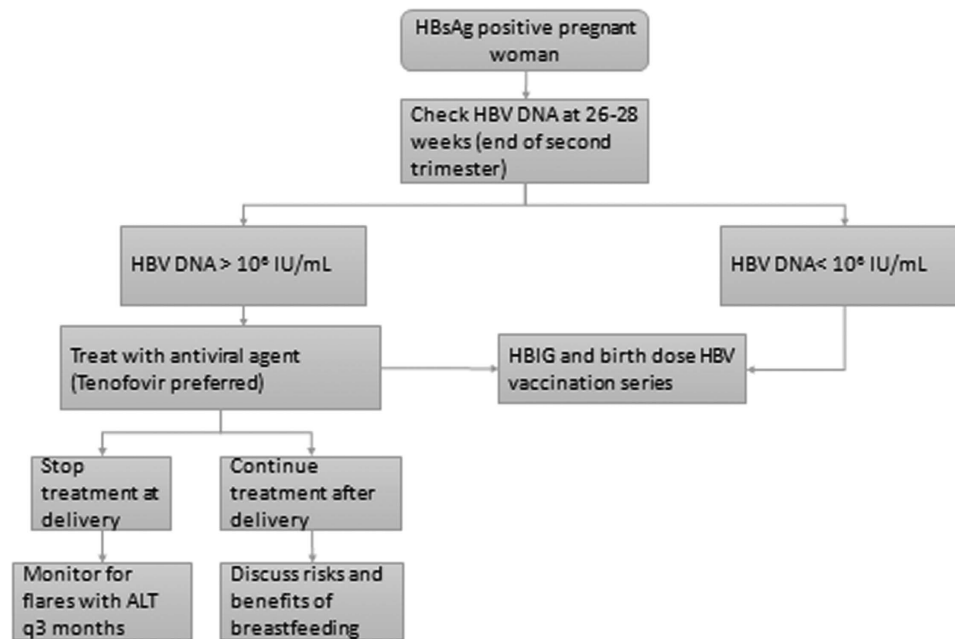 HBsAg positive pregnant
woman
Check HBV DNA at 26-28
weeks (end of second
trimester)
HBV DNA > 10⁶ IU/mL
HBV DNA< 10⁶ IU/mL
Treat with antiviral agent
(Tenofovir preferred)
HBIG and birth dose HBV
vaccination series
Stop
treatment at
delivery
Continue
treatment after
delivery
Monitor for
flares with ALT
q3 months
Discuss risks and
benefits of
breastfeeding